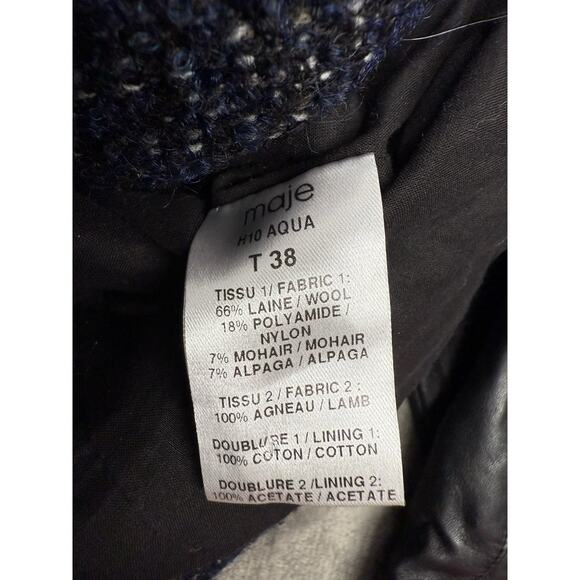 maje
H10 AQUA
T 38
TISSU 1/ FABRIC 1:
66% LAINE / WOOL
18% POLYAMIDE /
NYLON
7% MOHAIR / MOHAIR
7% ALPAGA / ALPAGA
TISSU 2 / FABRIC 2 :
100% AGNEAU / LAMB
DOUBLURE 1 / LINING 1:
100% COTON / COTTON
DOUBLURE 2 /LINING 2:
100% ACETATE / ACETATE